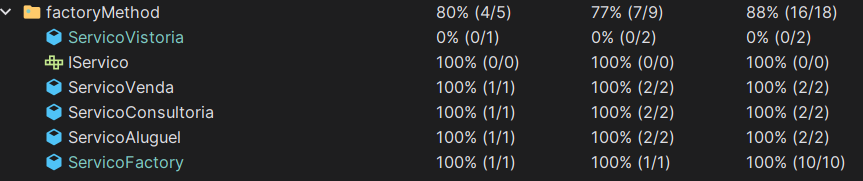 factoryMethod 80% (4/5) 77% (7/9) 88% (16/18)
ServicoVistoria 0% (0/1) 0% (0/2) 0% (0/2)
IServico 100% (0/0) 100% (0/0) 100% (0/0)
ServicoVenda 100% (1/1) 100% (2/2) 100% (2/2)
ServicoConsultoria 100% (1/1) 100% (2/2) 100% (2/2)
ServicoAluguel 100% (1/1) 100% (2/2) 100% (2/2)
ServicoFactory 100% (1/1) 100% (1/1) 100% (10/10)